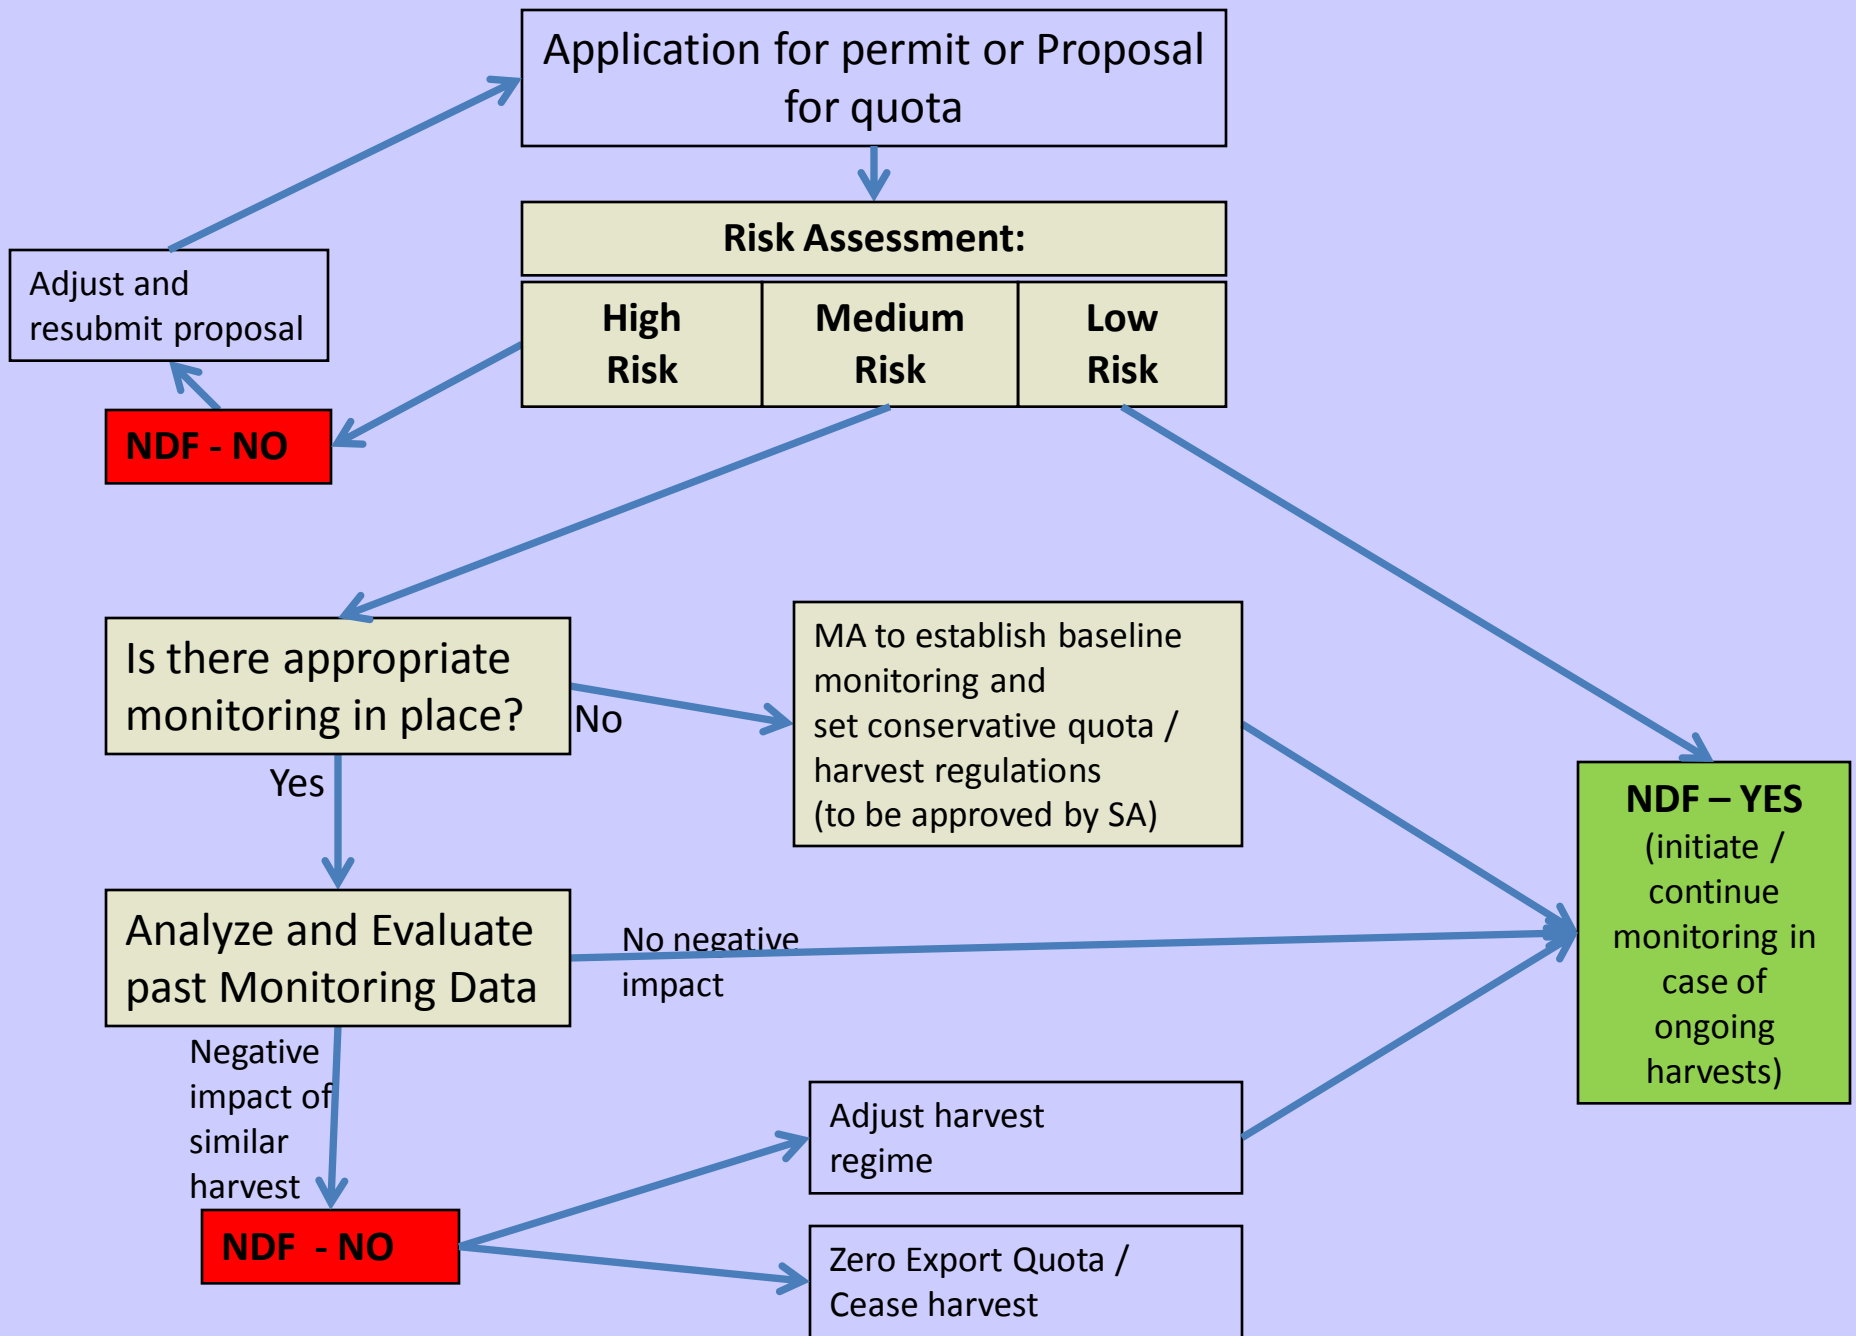 Application for permit or Proposal
for quota
Risk Assessment:
High
Risk
Medium
Risk
Low
Risk
Adjust and
resubmit proposal
NDF - NO
Is there appropriate
monitoring in place?
No
Yes
MA to establish baseline
monitoring and
set conservative quota /
harvest regulations
(to be approved by SA)
NDF – YES
(initiate /
continue
monitoring in
case of
ongoing
harvests)
Analyze and Evaluate
past Monitoring Data
No negative
impact
Negative
impact of
similar
harvest
NDF - NO
Adjust harvest
regime
Zero Export Quota /
Cease harvest